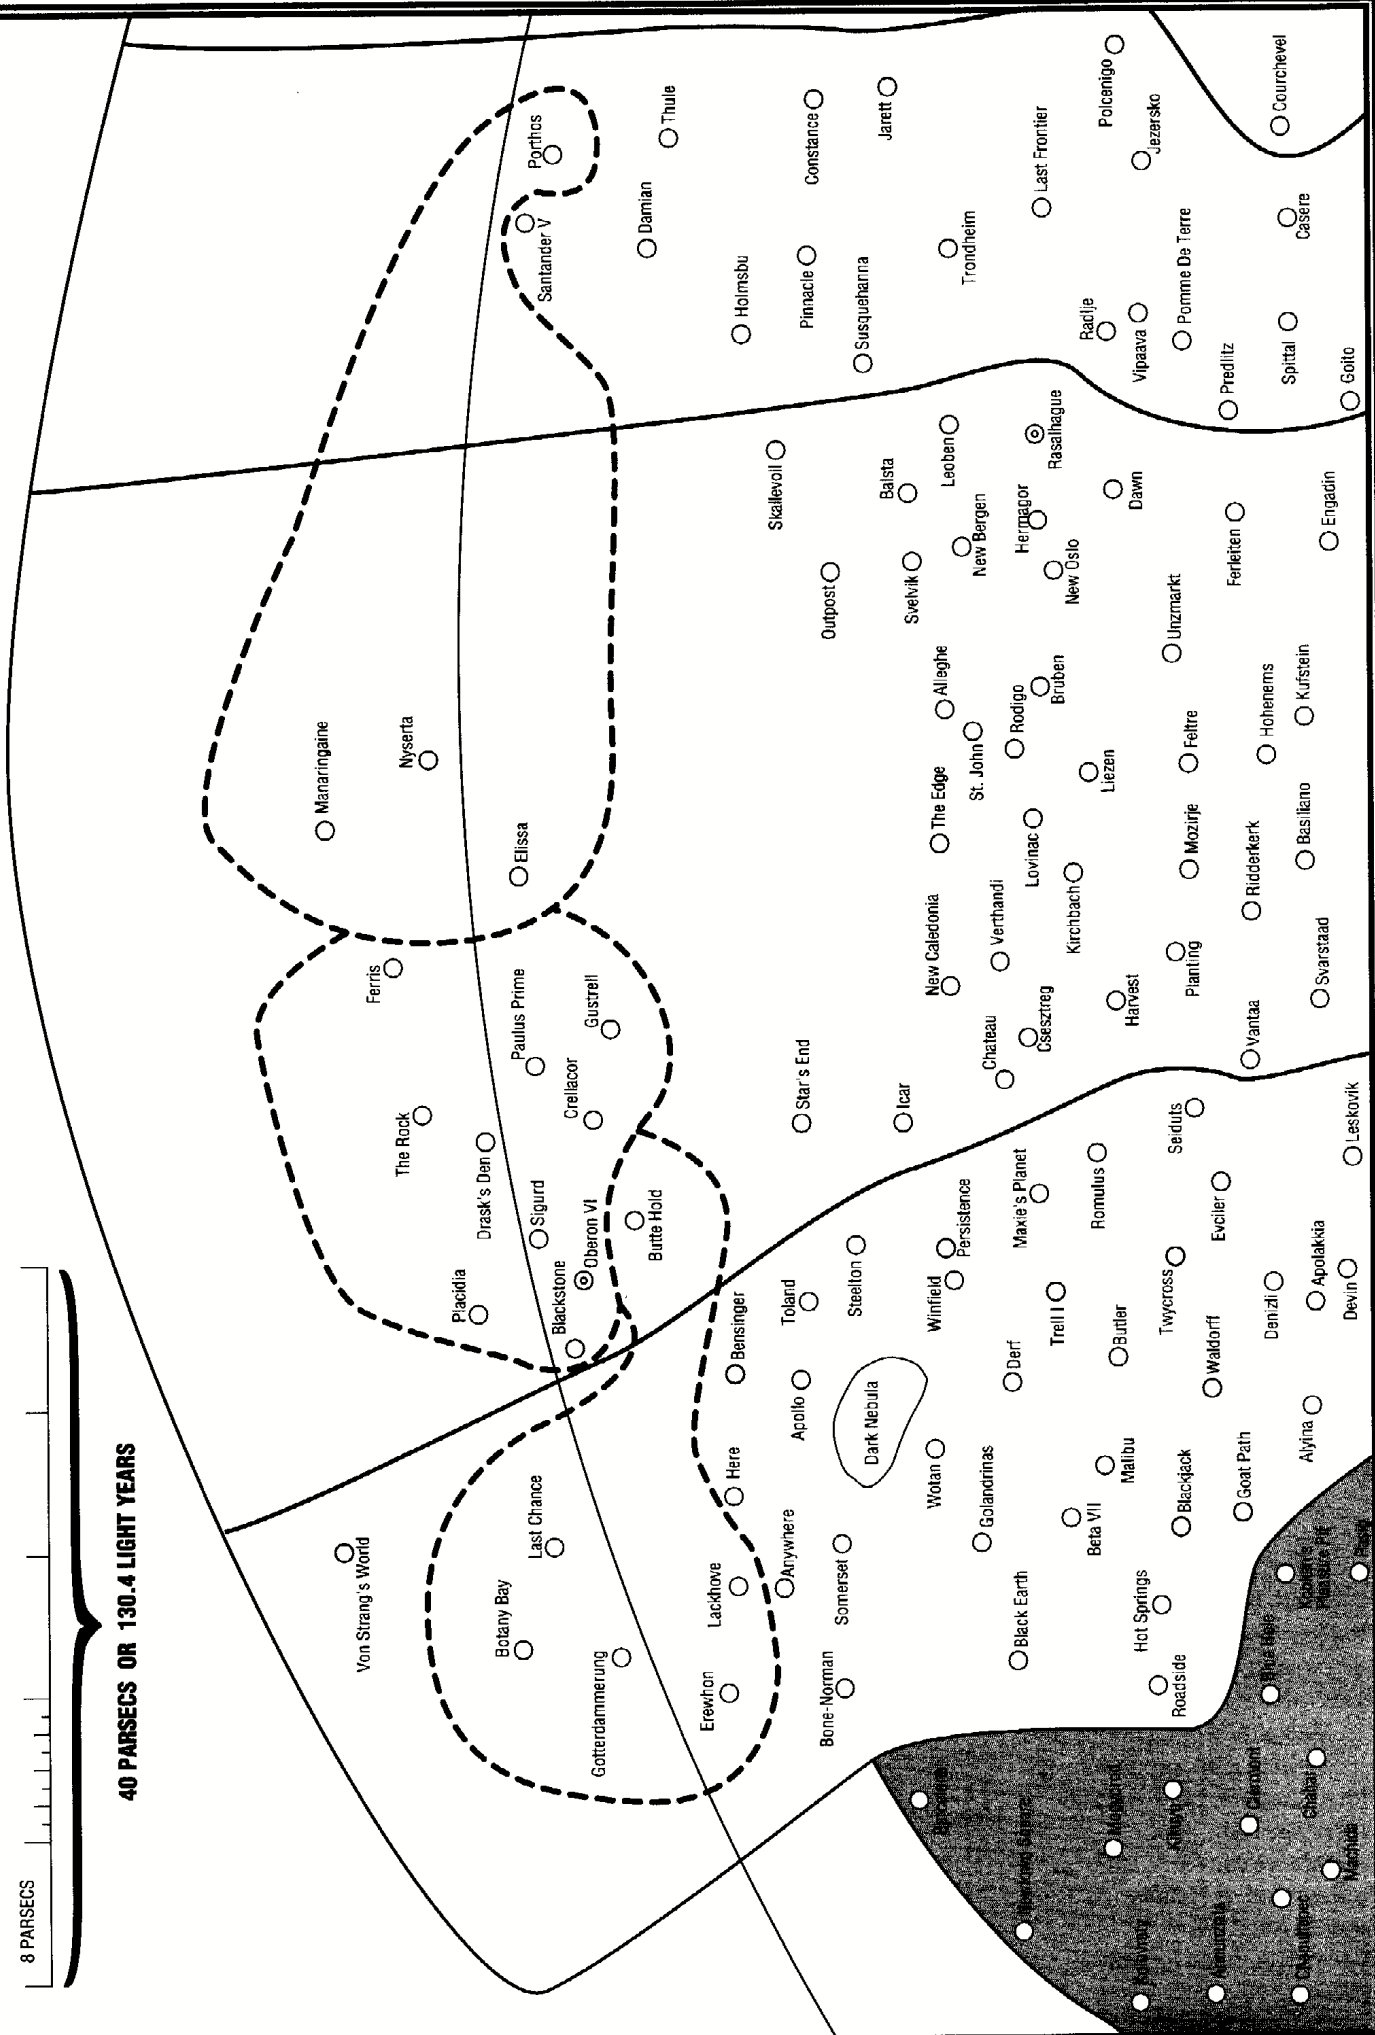 8 PARSECS
40 PARSECS OR 130.4 LIGHT YEARS
Von Strang's World
Botany Bay
Last Chance
Gotterdammerung
Erewhon
Lackhove
Here
Anywhere
Bone-Norman
Somerset
Bensinger
Apollo
Toland
Steelton
Dark Nebula
Wotan
Winfield
Persistence
Golandrinas
Derf
Black Earth
Maxie's Planet
Trell I
Beta VII
Malibu
Butler
Romulus
Hot Springs
Roadside
Blackjack
Twycross
Seiduts
Waldorff
Evciler
Goat Path
Denizli
Alyina
Apolakkia
Devin
Leskovik
Placidia
The Rock
Ferris
Drask's Den
Paulus Prime
Sigurd
Blackstone
Oberon VI
Crellacor
Gustrell
Butte Hold
Manaringaine
Nyserta
Elissa
Star's End
Icar
Chateau
Csesztreg
New Caledonia
Verthandi
The Edge
Lovinac
Kirchbach
Harvest
Planting
Vantaa
Svarstaad
Ridderkerk
Basiliano
Mozirje
Feltre
Hohenems
Kufstein
Liezen
St. John
Rodigo
Alleghe
Bruben
Unzmarkt
Outpost
Skallevoll
Svelvik
Balsta
New Bergen
Leoben
Hermagor
New Oslo
Rasalhague
Dawn
Ferleiten
Engadin
Porthos
Santander V
Thule
Damian
Holmsbu
Constance
Pinnacle
Jarett
Susquehanna
Trondheim
Last Frontier
Polcenigo
Jezersko
Radlje
Vipaava
Pomme De Terre
Predlitz
Spittal
Casere
Courchevel
Goito